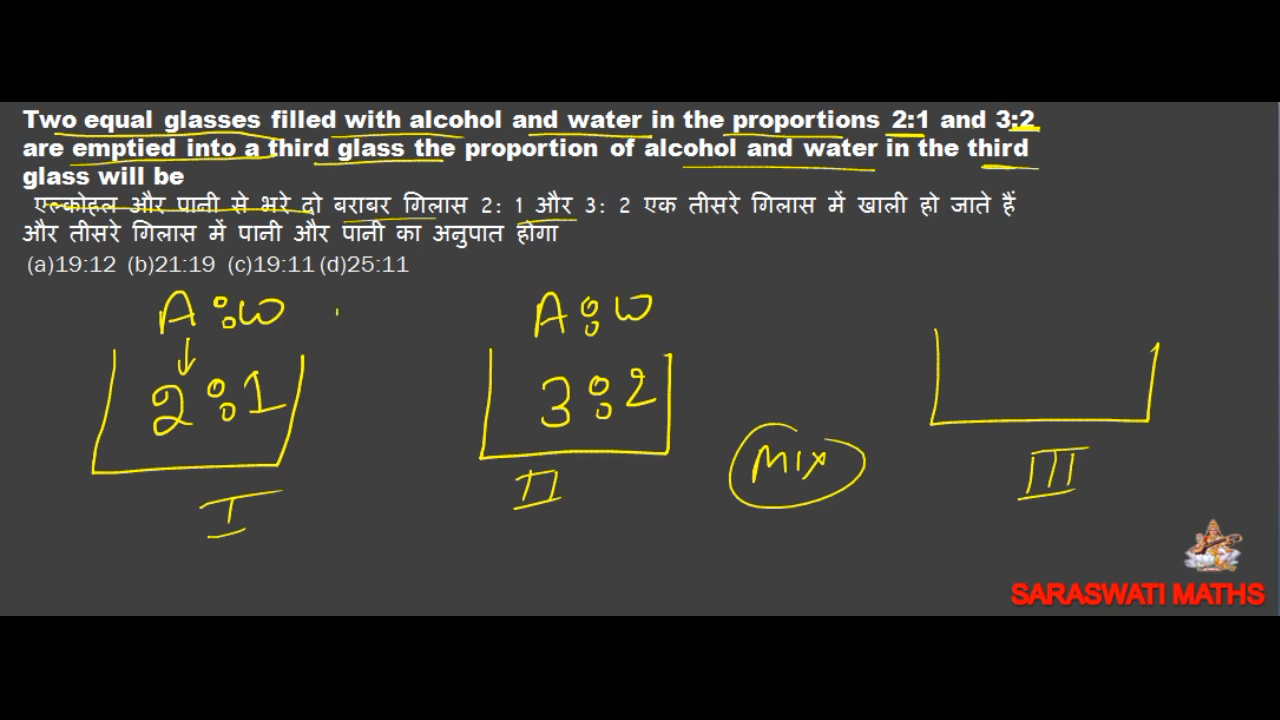 Two equal glasses filled with alcohol and water in the proportions 2:1 and 3:2
are emptied into a third glass the proportion of alcohol and water in the third
glass will be
एल्कोहल और पानी से भरे दो बराबर गिलास 2: 1 और 3: 2 एक तीसरे गिलास में खाली हो जाते हैं
और तीसरे गिलास में पानी और पानी का अनुपात होगा
(a)19:12 (b)21:19 (c)19:11 (d)25:11
A : W
A : W
2 : 1
3 : 2
MIX
I
II
III
SARASWATI MATHS